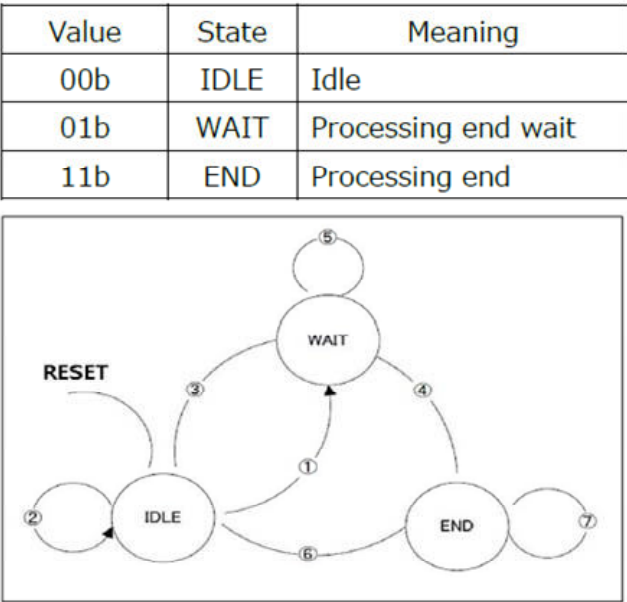 Value State Meaning
00b IDLE Idle
01b WAIT Processing end wait
11b END Processing end
⑤
WAIT
RESET
③
④
①
②
IDLE
END
⑦
⑥